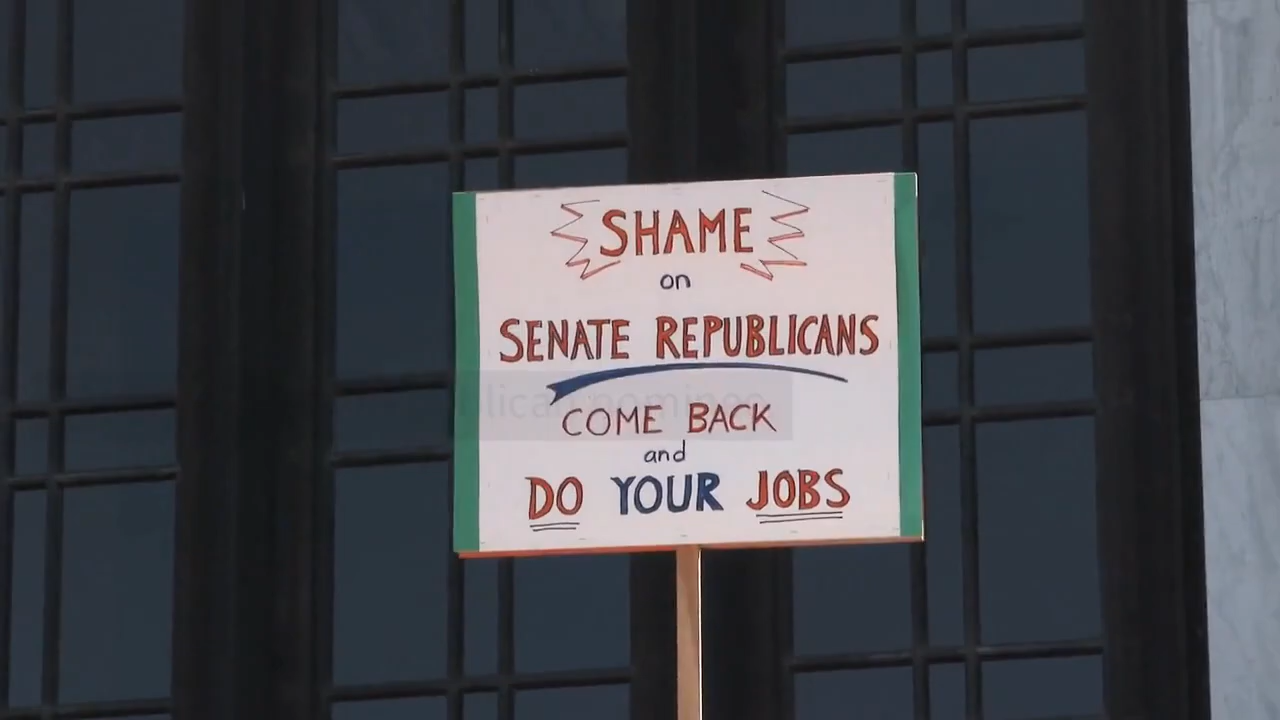 SHAME
on
SENATE REPUBLICANS
COME BACK
and
DO YOUR JOBS